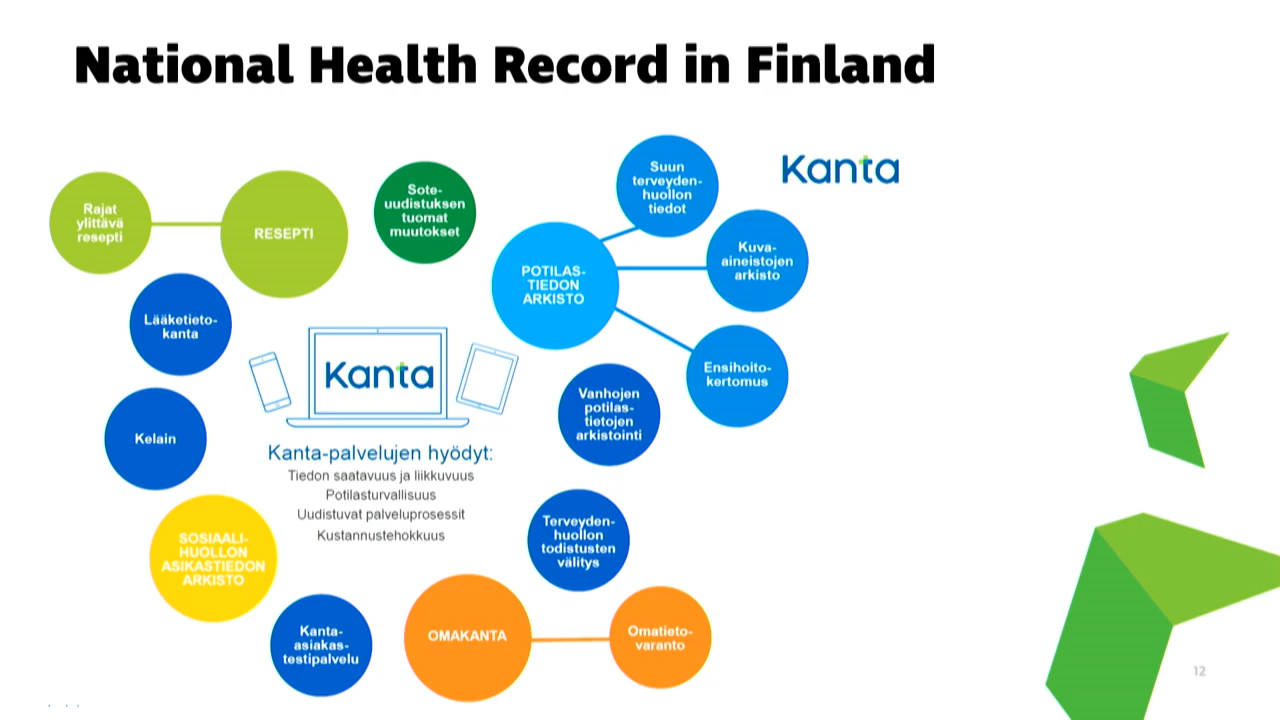 National Health Record in Finland
Kanta
Rajat
ylittävä
resepti
RESEPTI
Sote-
uudistuksen
tuomat
muutokset
Suun
terveyden-
huollon
tiedot
POTILAS-
TIEDON
ARKISTO
Kuva-
aineistojen
arkisto
Ensihoito-
kertomus
Lääketieto-
kanta
Kanta
Vanhojen
potilas-
tietojen
arkistointi
Kelain
Kanta-palvelujen hyödyt:
Tiedon saatavuus ja liikkuvuus
Potilasturvallisuus
Uudistuvat palveluprosessit
Kustannustehokkuus
SOSIAALI-
HUOLLON
ASIKASTIEDON
ARKISTO
Terveyden-
huollon
todistusten
välitys
Kanta-
asiakas-
testipalvelu
OMAKANTA
Omatieto-
varanto
12